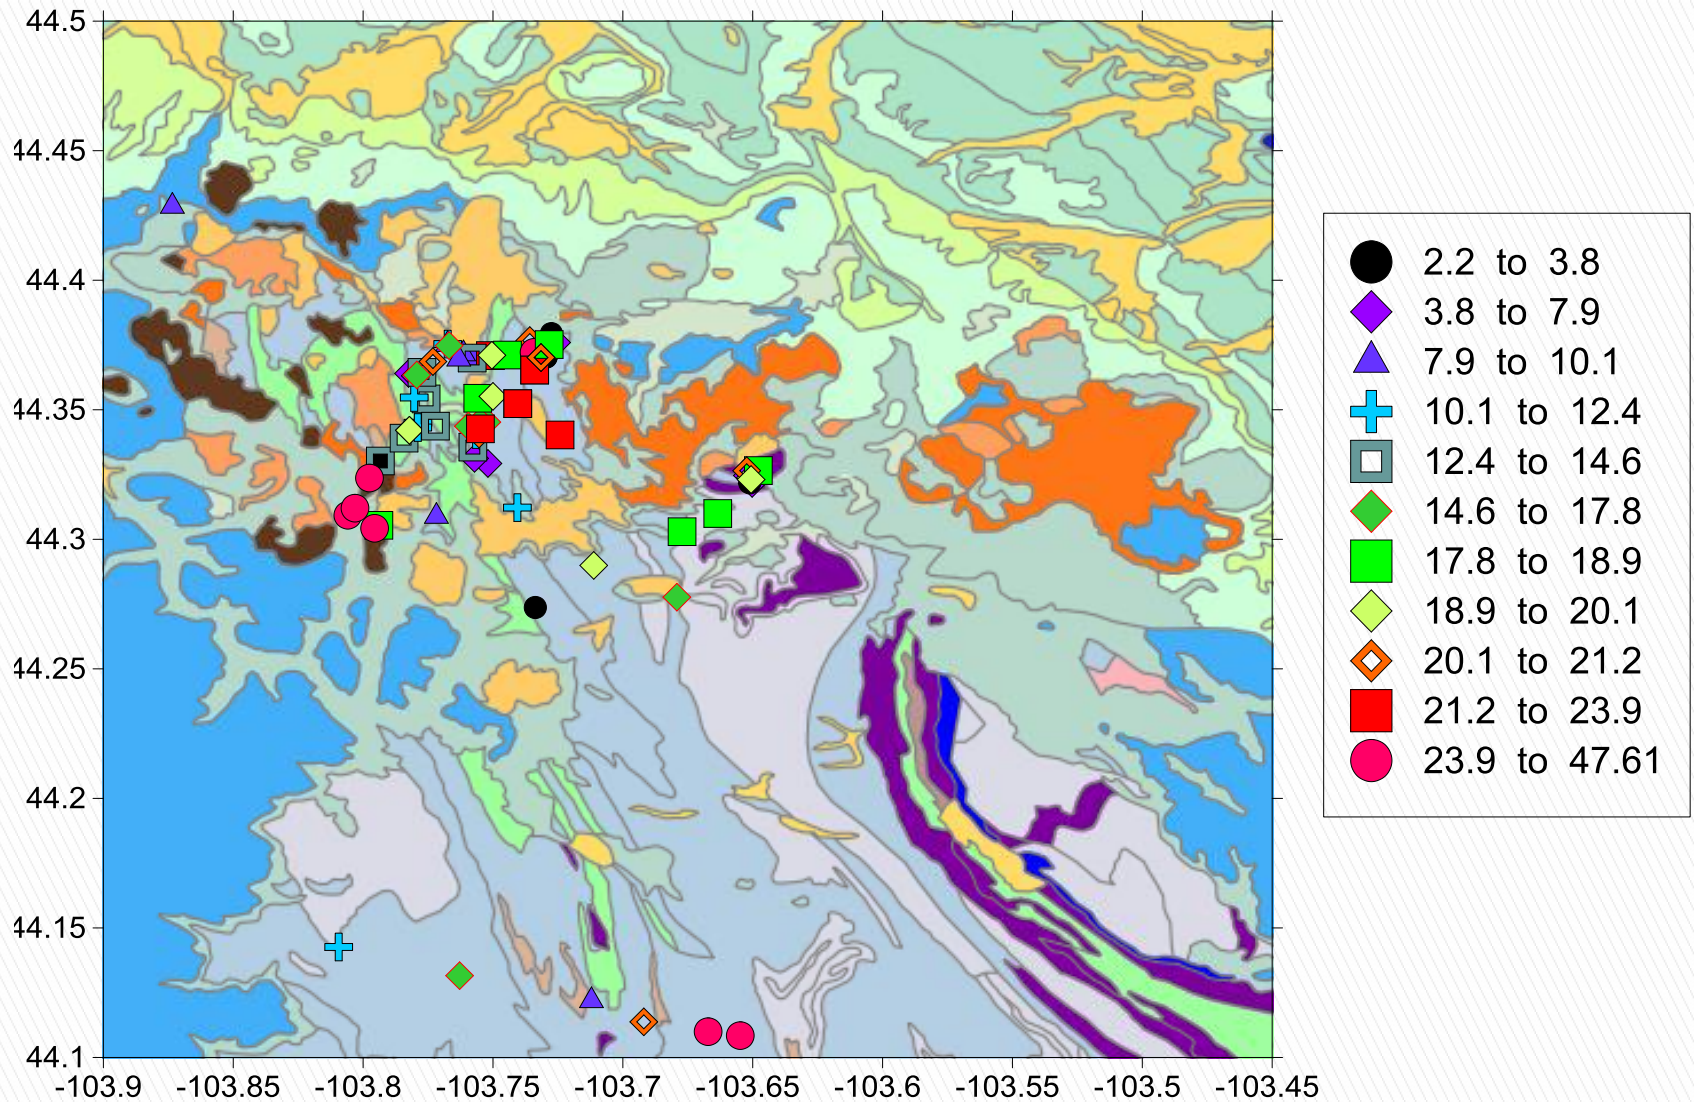 44.5
44.45
44.4
44.35
44.3
44.25
44.2
44.15
44.1
-103.9 -103.85 -103.8 -103.75 -103.7 -103.65 -103.6 -103.55 -103.5 -103.45
2.2 to 3.8
3.8 to 7.9
7.9 to 10.1
10.1 to 12.4
12.4 to 14.6
14.6 to 17.8
17.8 to 18.9
18.9 to 20.1
20.1 to 21.2
21.2 to 23.9
23.9 to 47.61